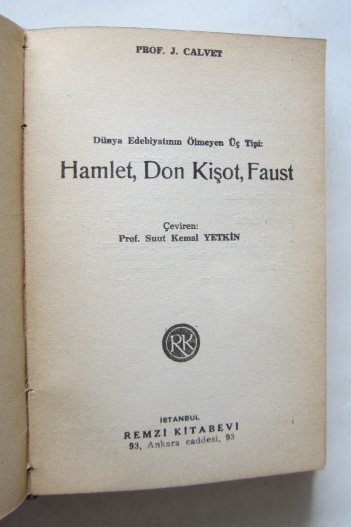 PROF. J. CALVET
Dünya Edebiyatının Ölmeyen Üç Tipi:
Hamlet, Don Kişot, Faust
Çeviren:
Prof. Suut Kemal YETKİN
RK
İSTANBUL
REMZİ KİTABEVİ
93, Ankara caddesi, 93